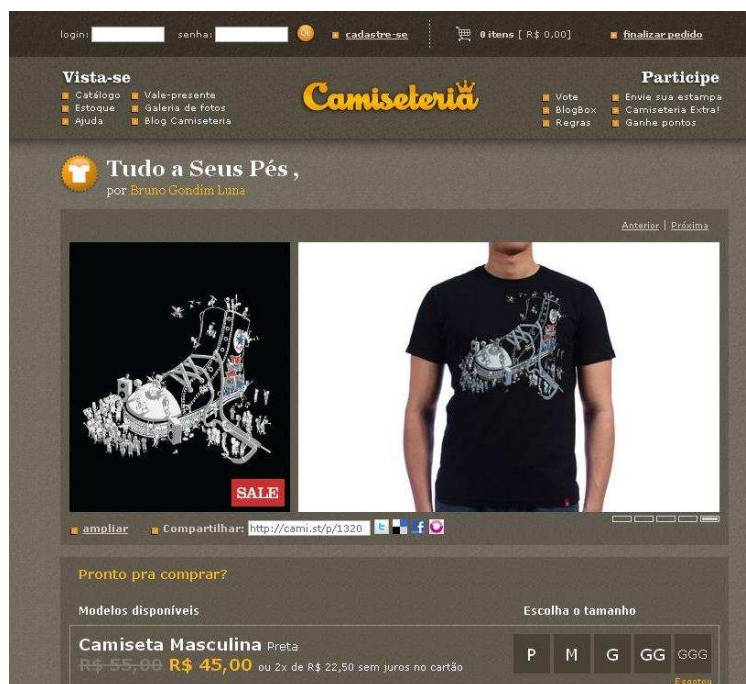 login: senha: Ok cadastre-se 0 itens [ R$ 0,00] finalizar pedido
Vista-se
Catálogo Vale-presente
Estoque Galeria de fotos
Ajuda Blog Camiseteria
Camiseteria
Participe
Vote Envie sua estampa
BlogBox Camiseteria Extra!
Regras Ganhe pontos
Tudo a Seus Pés ,
por Bruno Gondim Luna
Anterior | Próxima
SALE
ampliar Compartilhar: http://cami.st/p/1320
Pronto pra comprar?
Modelos disponíveis Escolha o tamanho
Camiseta Masculina Preta
R$ 55,00 R$ 45,00 ou 2x de R$ 22,50 sem juros no cartão
P M G GG GGG
Esgotou